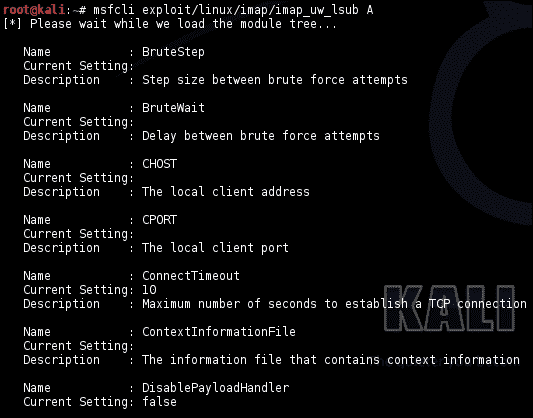 root@kali:~# msfcli exploit/linux/imap/imap_uw_lsub A
[*] Please wait while we load the module tree...
Name : BruteStep
Current Setting:
Description : Step size between brute force attempts
Name : BruteWait
Current Setting:
Description : Delay between brute force attempts
Name : CHOST
Current Setting:
Description : The local client address
Name : CPORT
Current Setting:
Description : The local client port
Name : ConnectTimeout
Current Setting: 10
Description : Maximum number of seconds to establish a TCP connection
KALI
Name : ContextInformationFile
Current Setting:
Description : The information file that contains context information
Name : DisablePayloadHandler
Current Setting: false